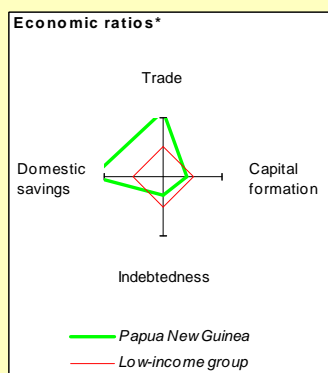 Economic ratios*
Trade
Domestic
savings
Capital
formation
Indebtedness
Papua New Guinea
Low-income group